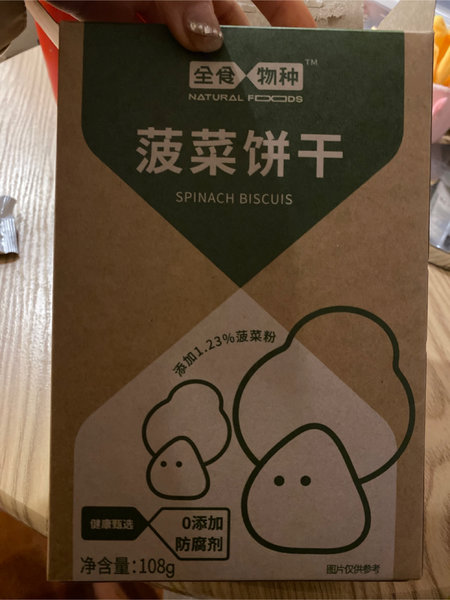 全食物种™
NATURAL FOODS
菠菜饼干
SPINACH BISCUIS
添加1.23%菠菜粉
健康甄选
0添加
防腐剂
净含量:108g
图片仅供参考